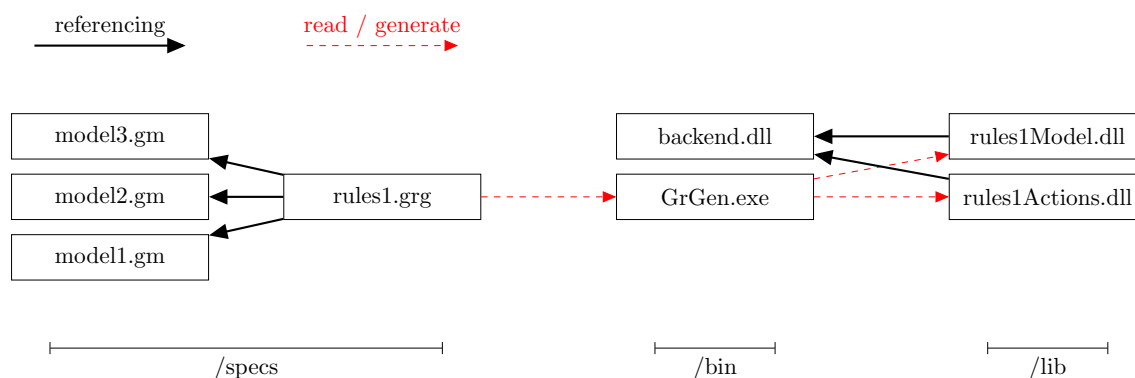 referencing
read / generate
model3.gm
backend.dll
rules1Model.dll
model2.gm
rules1.grg
GrGen.exe
rules1Actions.dll
model1.gm
/specs
/bin
/lib